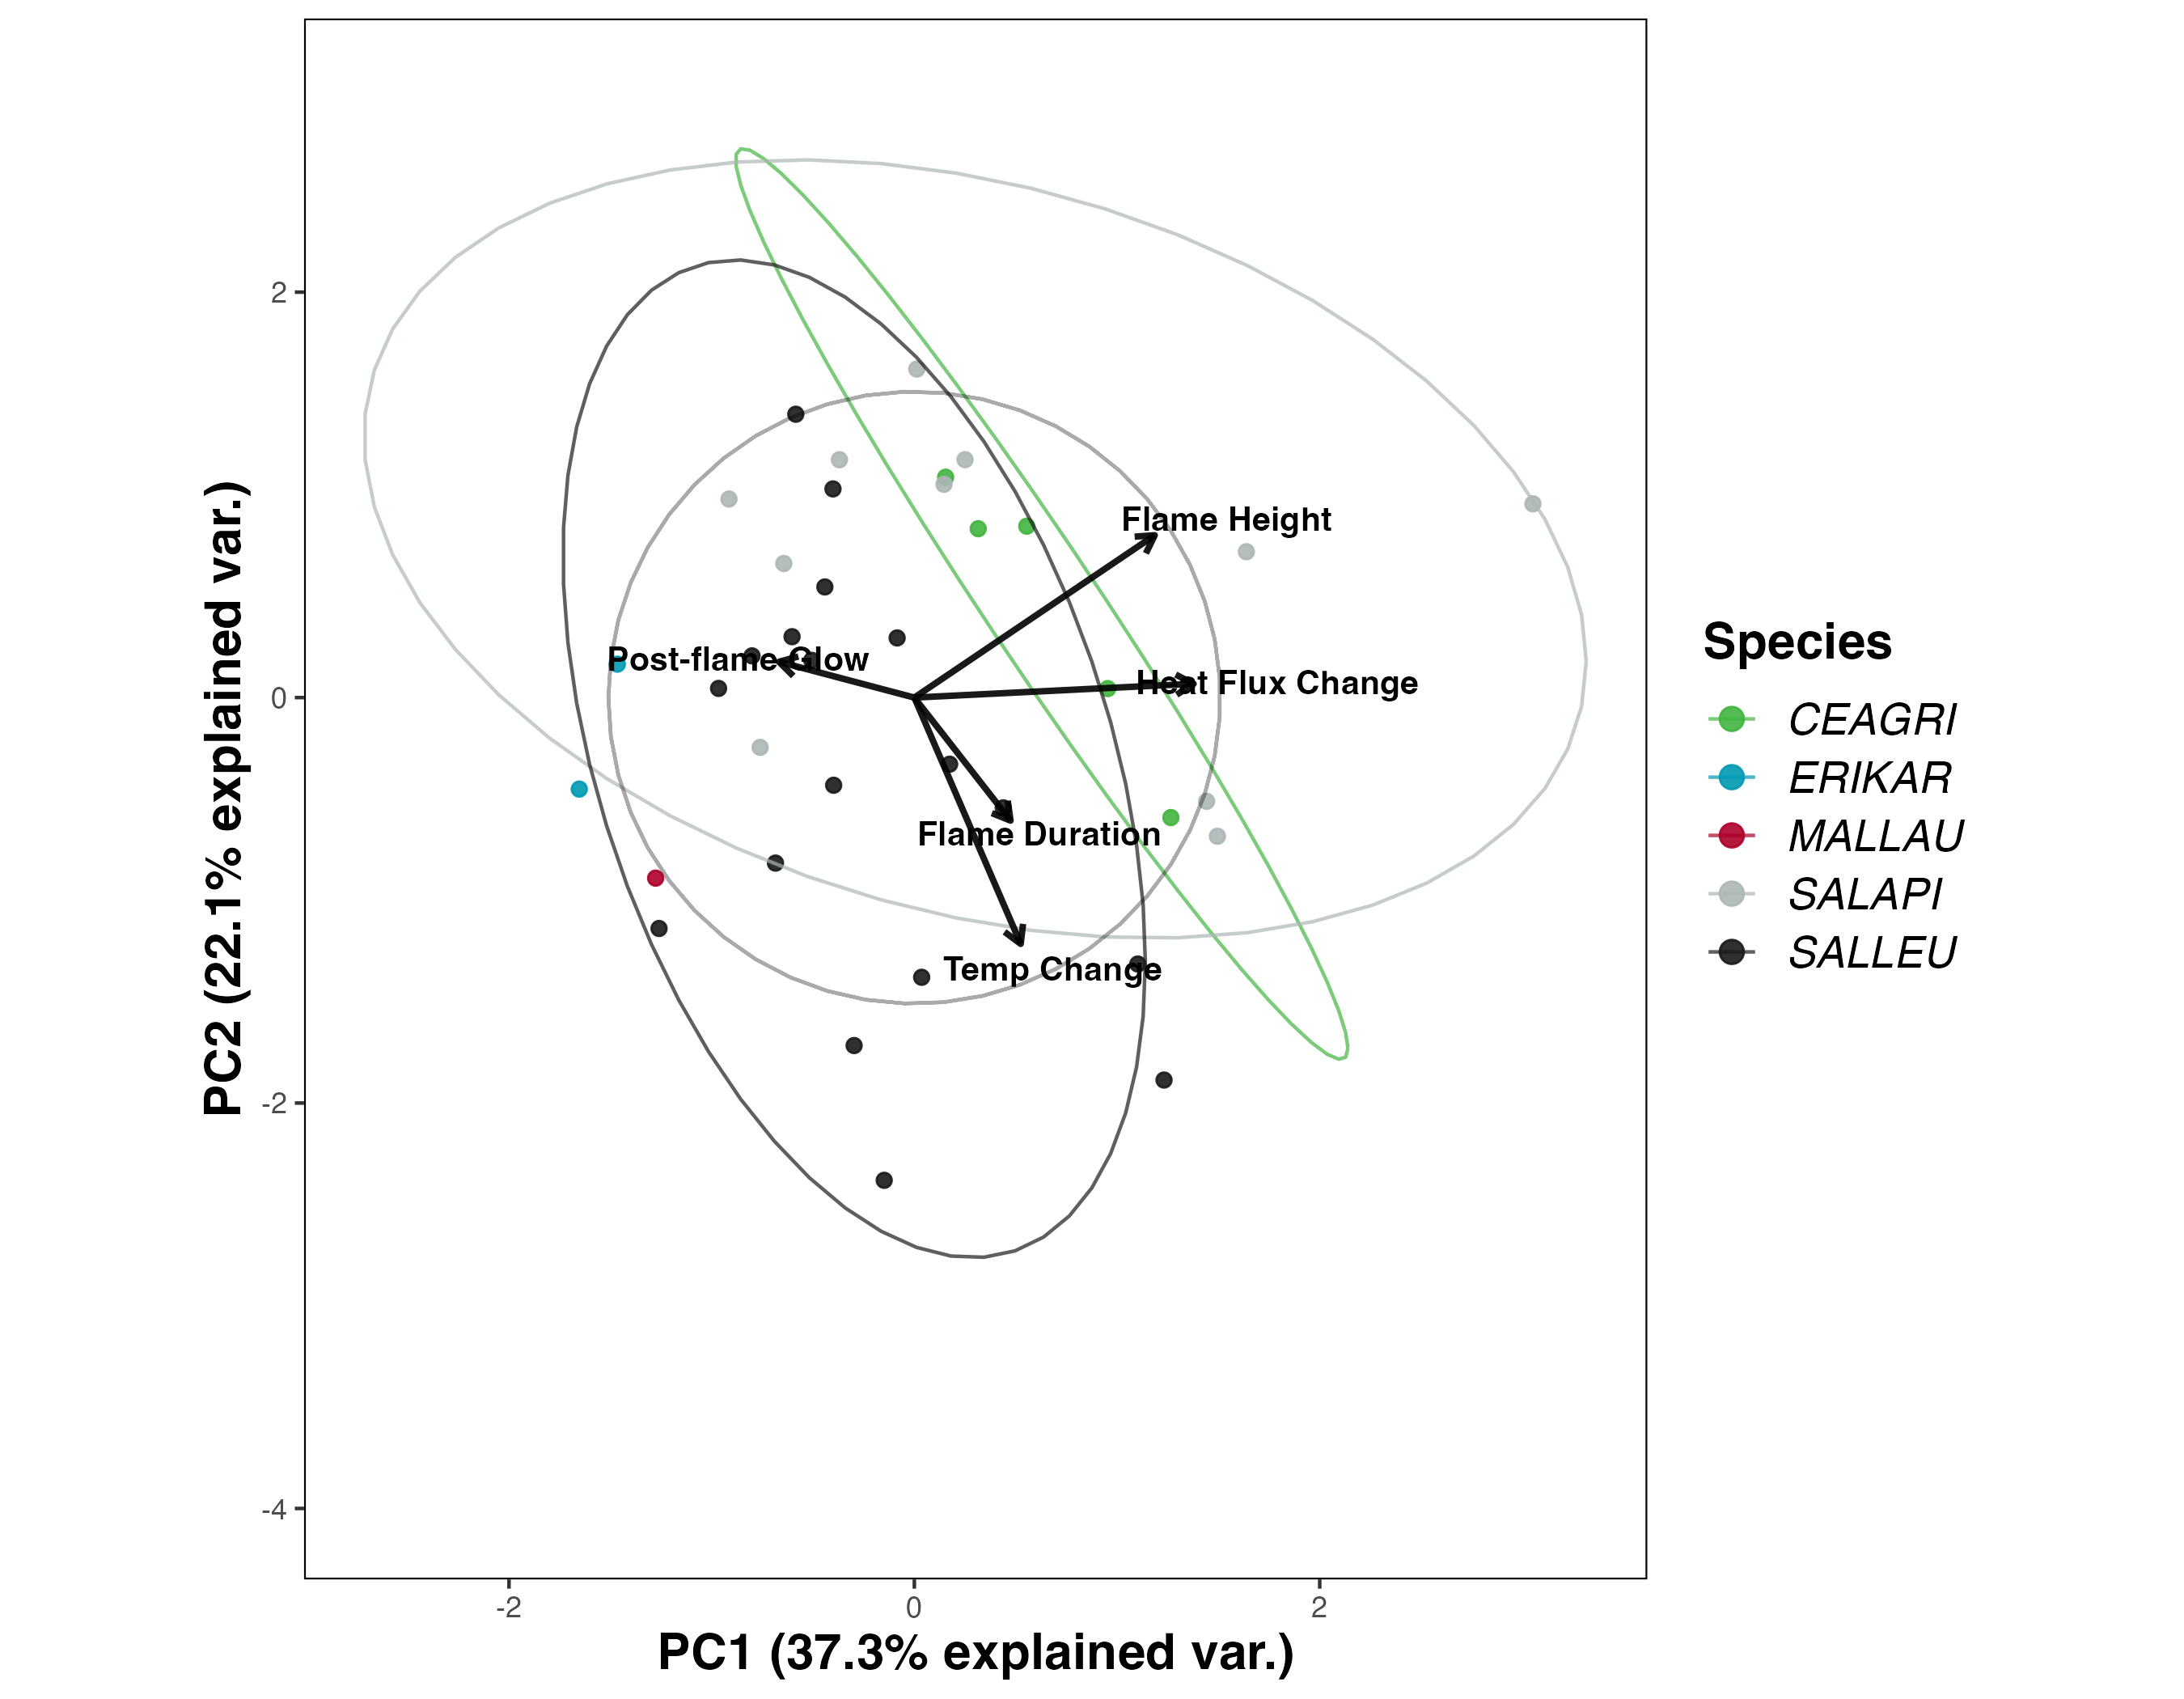 PC2 (22.1% explained var.)
2
0
-2
-4
Flame Height
Post-flame Glow
Heat Flux Change
Flame Duration
Temp Change
-2
0
2
PC1 (37.3% explained var.)
Species
CEAGRI
ERIKAR
MALLAU
SALAPI
SALLEU